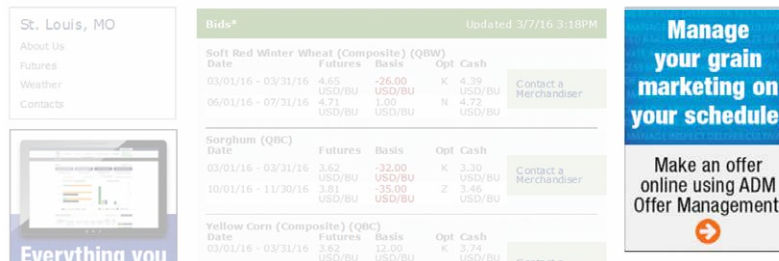 St. Louis, MO
About Us
Futures
Weather
Contacts
Everything you
Bids* Updated 3/7/16 3:18PM
Soft Red Winter Wheat (Composite) (QBW)
Date Futures Basis Opt Cash
03/01/16 - 03/31/16 4.65 USD/BU -26.00 USD/BU K 4.39 USD/BU
Contact a Merchandiser
06/01/16 - 07/31/16 4.71 USD/BU 1.00 USD/BU N 4.72 USD/BU
Sorghum (QBC)
Date Futures Basis Opt Cash
03/01/16 - 03/31/16 3.62 USD/BU -32.00 USD/BU K 3.30 USD/BU
Contact a Merchandiser
10/01/16 - 11/30/16 3.81 USD/BU -35.00 USD/BU Z 3.46 USD/BU
Yellow Corn (Composite) (QBC)
Date Futures Basis Opt Cash
03/01/16 - 03/31/16 3.62 USD/BU 12.00 USD/BU K 3.74 USD/BU
Manage
your grain
marketing on
your schedule
Make an offer
online using ADM
Offer Management